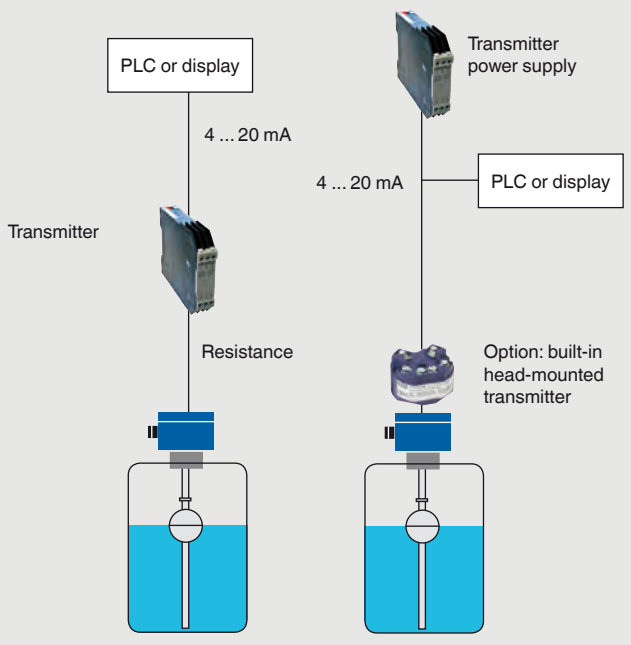 PLC or display
4 ... 20 mA
Transmitter
Resistance
Transmitter
power supply
4 ... 20 mA
PLC or display
Option: built-in
head-mounted
transmitter